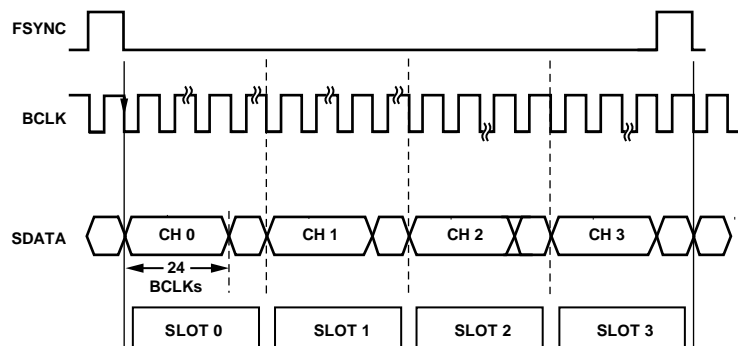 FSYNC
BCLK
SDATA
CH 0
CH 1
CH 2
CH 3
24
BCLKs
SLOT 0
SLOT 1
SLOT 2
SLOT 3